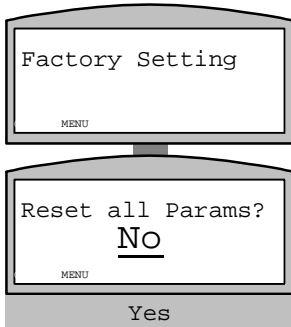 Factory Setting
MENU
Reset all Params?
No
MENU
Yes